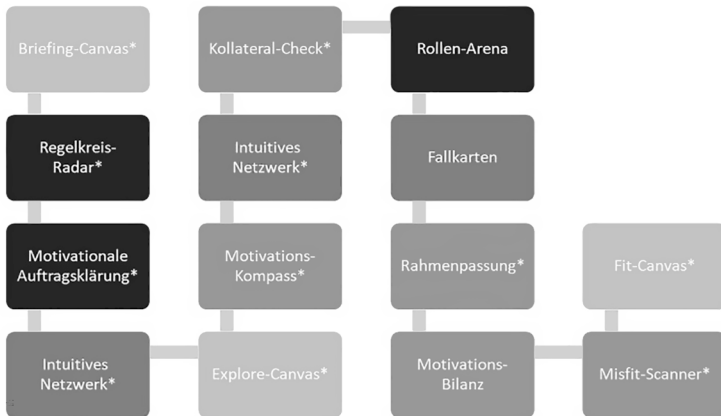 Briefing-Canvas*
Regelkreis-
Radar*
Motivationale
Auftragsklärung*
Intuitives
Netzwerk*
Explore-Canvas*
Motivations-
Kompass*
Intuitives
Netzwerk*
Kollateral-Check*
Rollen-Arena
Fallkarten
Rahmenpassung*
Motivations-
Bilanz
Misfit-Scanner*
Fit-Canvas*